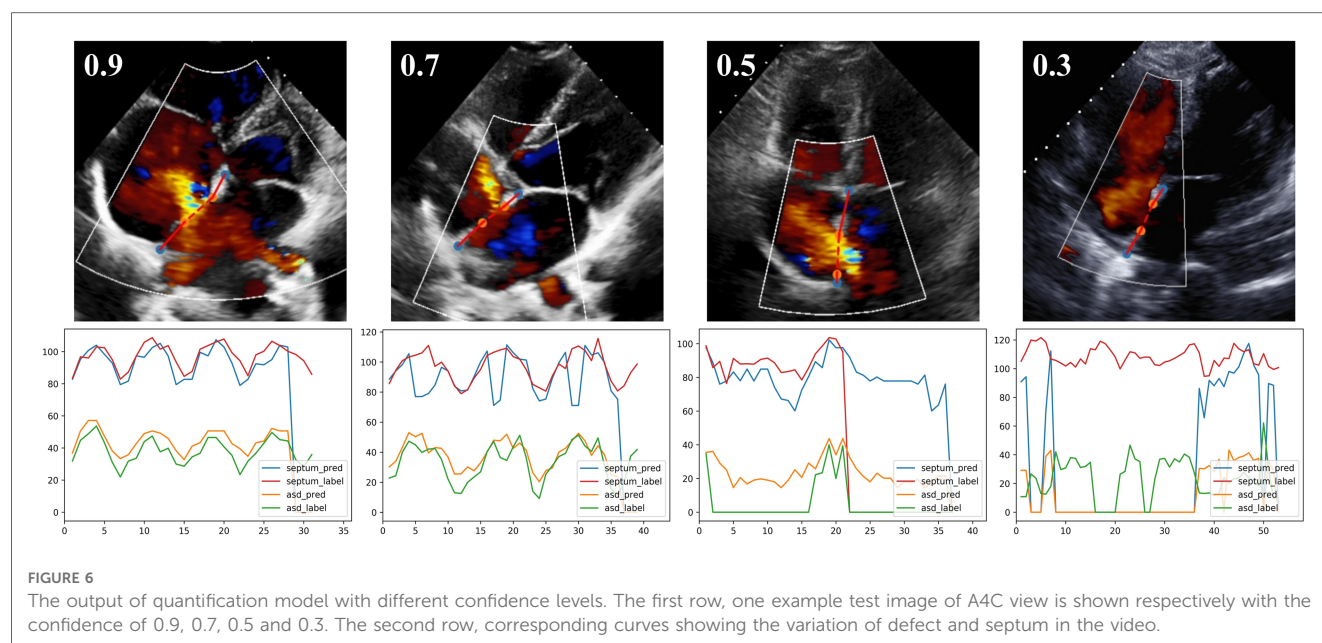 0.9 0.7 0.5 0.3
100
80
60
40
20
0
0 5 10 15 20 25 30 35
septum_pred
septum_label
asd_pred
asd_label
120
100
80
60
40
20
0
0 5 10 15 20 25 30 35 40
septum_pred
septum_label
asd_pred
asd_label
100
80
60
40
20
0
0 10 20 30 40 50
septum_pred
septum_label
asd_pred
asd_label
120
100
80
60
40
20
0
0 10 20 30 40 50
septum_pred
septum_label
asd_pred
asd_label
FIGURE 6
The output of quantification model with different confidence levels. The first row, one example test image of A4C view is shown respectively with the
confidence of 0.9, 0.7, 0.5 and 0.3. The second row, corresponding curves showing the variation of defect and septum in the video.